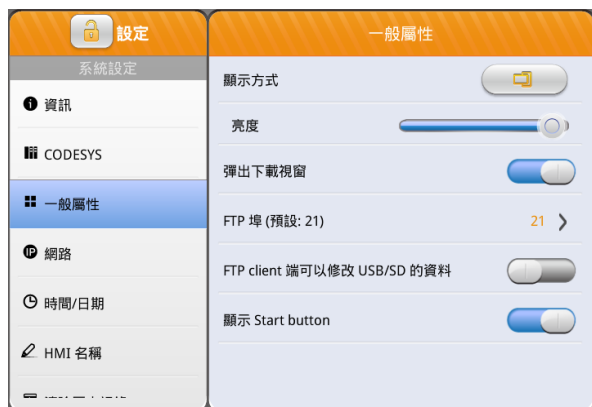 設定
系統設定
資訊
CODESYS
一般屬性
網路
時間/日期
HMI 名稱
一般屬性
顯示方式
亮度
彈出下載視窗
FTP 埠 (預設: 21)
21
FTP client 端可以修改 USB/SD 的資料
顯示 Start button